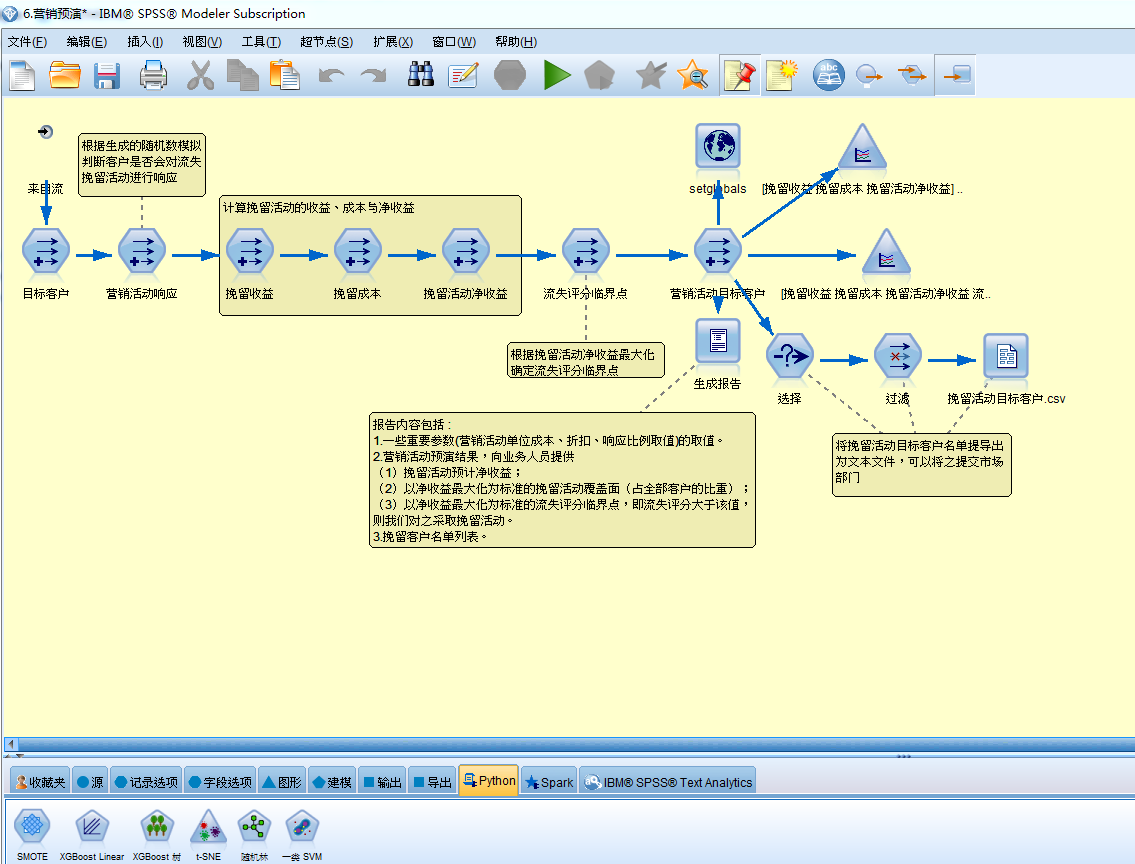 6.营销预演* - IBM® SPSS® Modeler Subscription
文件(F) 编辑(E) 插入(I) 视图(V) 工具(T) 超节点(S) 扩展(X) 窗口(W) 帮助(H)
abc
来自流
根据生成的随机数模拟
判断客户是否会对流失
挽留活动进行响应
setglobals
[挽留收益 挽留成本 挽留活动净收益] ..
计算挽留活动的收益、成本与净收益
目标客户
营销活动响应
挽留收益
挽留成本
挽留活动净收益
流失评分临界点
营销活动目标客户
[挽留收益 挽留成本 挽留活动净收益 流..
根据挽留活动净收益最大化
确定流失评分临界点
生成报告
选择
过滤
挽留活动目标客户.csv
报告内容包括：
1.一些重要参数(营销活动单位成本、折扣、响应比例取值)的取值。
2.营销活动预演结果，向业务人员提供
（1）挽留活动预计净收益；
（2）以净收益最大化为标准的挽留活动覆盖面（占全部客户的比重）；
（3）以净收益最大化为标准的流失评分临界点，即流失评分大于该值，
则我们对之采取挽留活动。
3.挽留客户名单列表。
将挽留活动目标客户名单提导出
为文本文件，可以将之提交市场
部门
收藏夹 源 记录选项 字段选项 图形 建模 输出 导出 Python Spark IBM® SPSS® Text Analytics
SMOTE XGBoost Linear XGBoost 树 t-SNE 随机林 一类 SVM